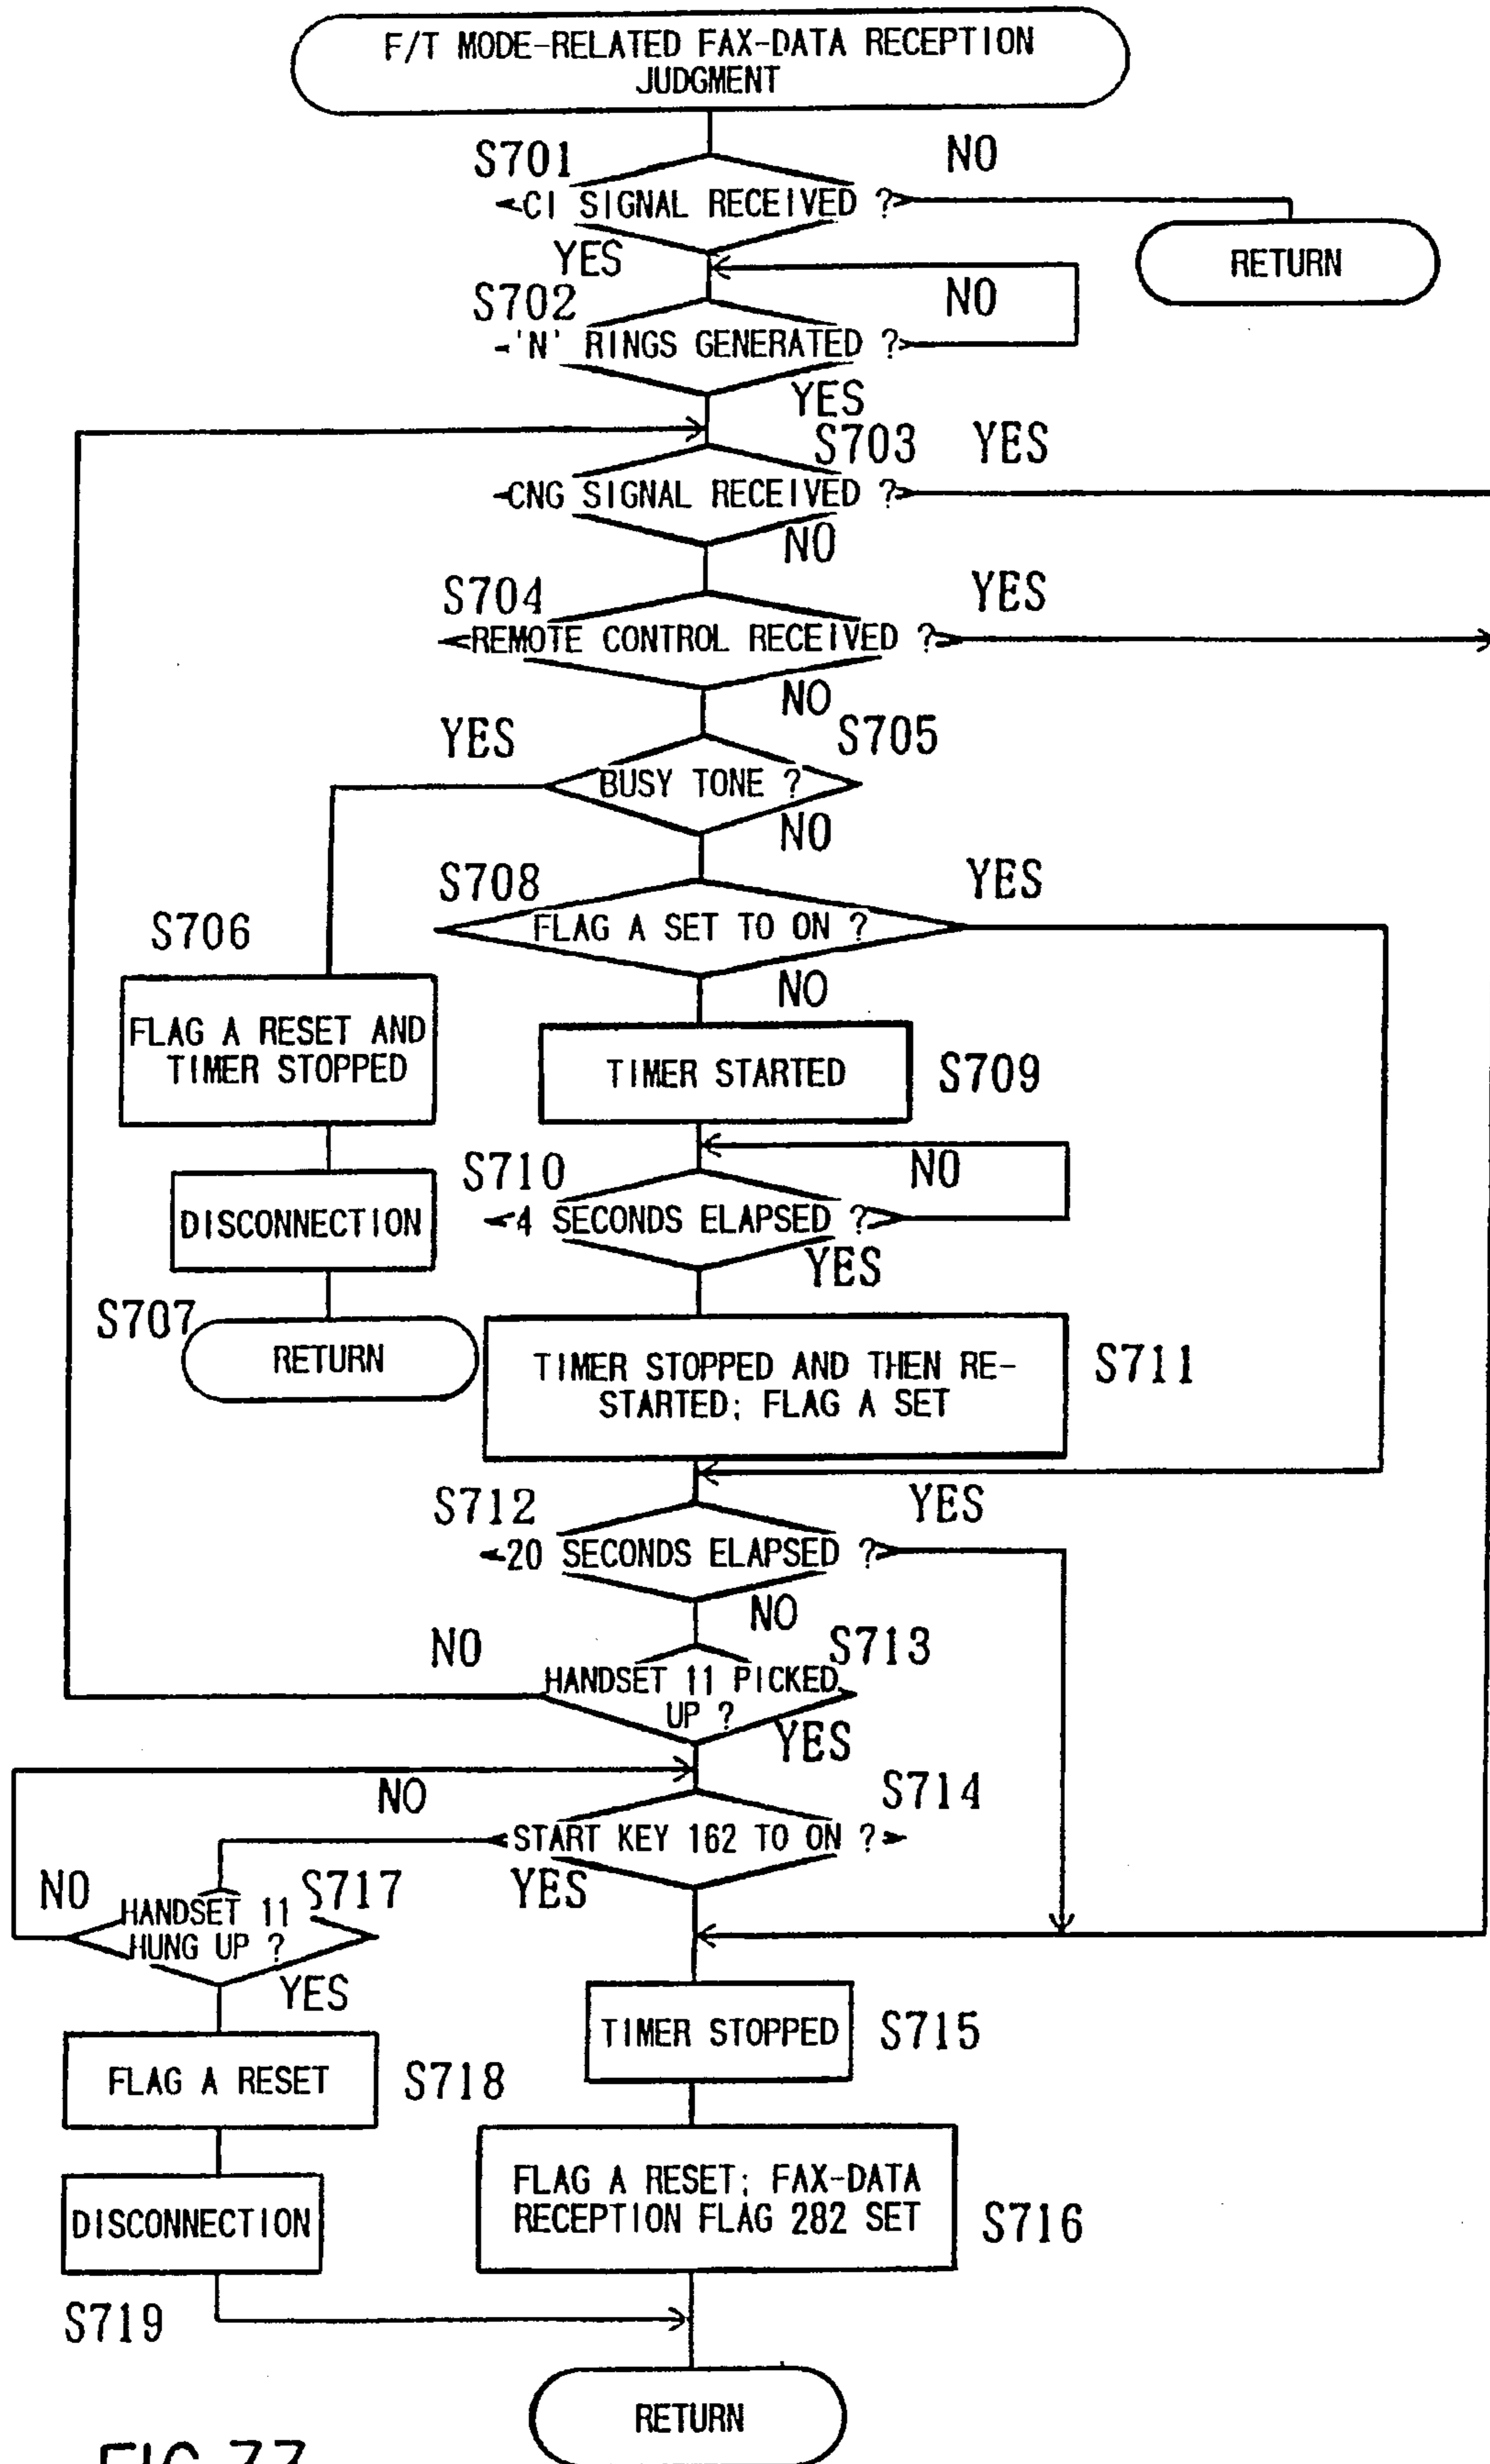 F/T MODE-RELATED FAX-DATA RECEPTION
JUDGMENT
S701
NO
CI SIGNAL RECEIVED ?
RETURN
YES
S702
NO
'N' RINGS GENERATED ?
YES
S703
YES
CNG SIGNAL RECEIVED ?
NO
S704
YES
REMOTE CONTROL RECEIVED ?
NO
S705
YES
BUSY TONE ?
NO
S708
YES
FLAG A SET TO ON ?
S706
NO
FLAG A RESET AND
TIMER STOPPED
TIMER STARTED
S709
S710
NO
DISCONNECTION
4 SECONDS ELAPSED ?
YES
S707
RETURN
TIMER STOPPED AND THEN RE-
STARTED; FLAG A SET
S711
S712
YES
20 SECONDS ELAPSED ?
NO
NO
S713
HANDSET 11 PICKED
UP ?
YES
NO
S714
START KEY 162 TO ON ?
YES
NO
S717
HANDSET 11
HUNG UP ?
YES
TIMER STOPPED
S715
FLAG A RESET
S718
FLAG A RESET; FAX-DATA
RECEPTION FLAG 282 SET
S716
DISCONNECTION
S719
RETURN